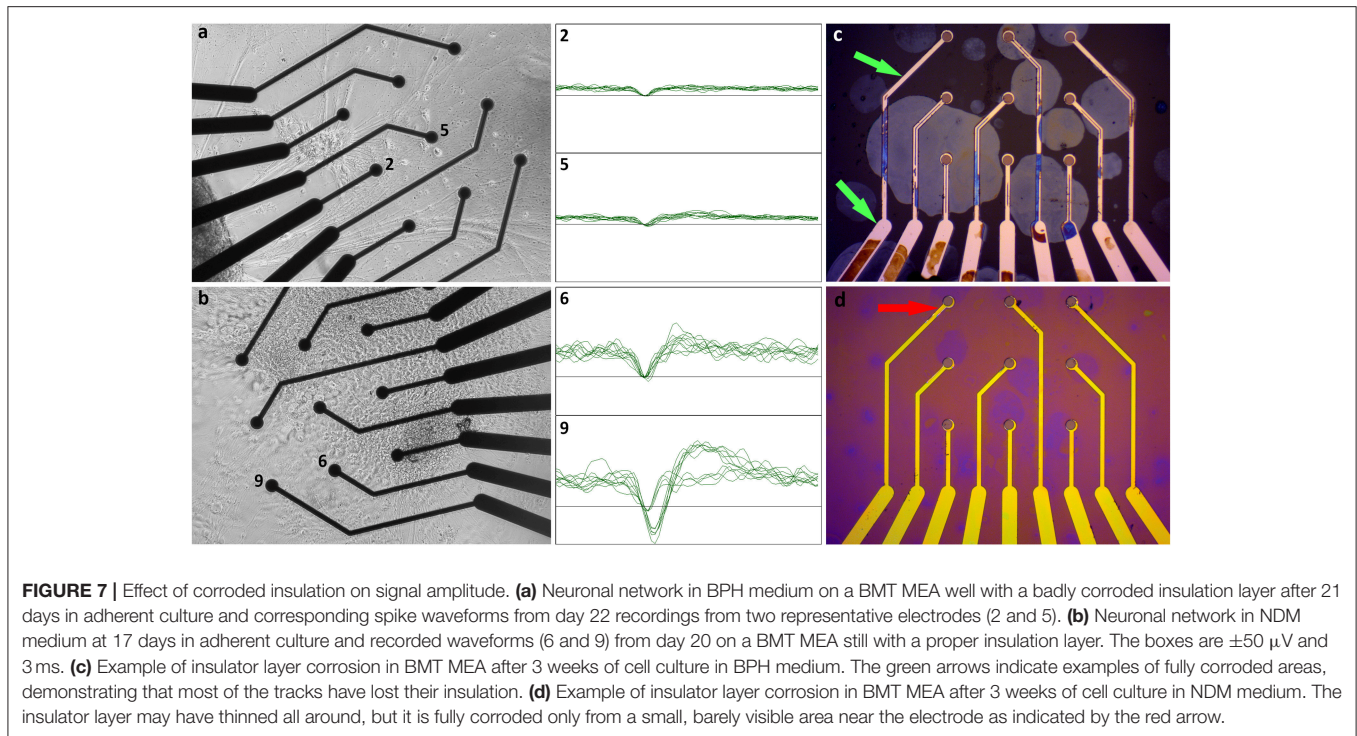 a
5
2
2
5
c
b
6
9
6
9
d
FIGURE 7 | Effect of corroded insulation on signal amplitude. (a) Neuronal network in BPH medium on a BMT MEA well with a badly corroded insulation layer after 21
days in adherent culture and corresponding spike waveforms from day 22 recordings from two representative electrodes (2 and 5). (b) Neuronal network in NDM
medium at 17 days in adherent culture and recorded waveforms (6 and 9) from day 20 on a BMT MEA still with a proper insulation layer. The boxes are ±50 μV and
3 ms. (c) Example of insulator layer corrosion in BMT MEA after 3 weeks of cell culture in BPH medium. The green arrows indicate examples of fully corroded areas,
demonstrating that most of the tracks have lost their insulation. (d) Example of insulator layer corrosion in BMT MEA after 3 weeks of cell culture in NDM medium. The
insulator layer may have thinned all around, but it is fully corroded only from a small, barely visible area near the electrode as indicated by the red arrow.